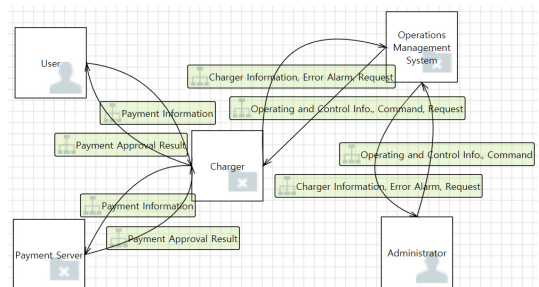 Operations
Management
System
User
Charger Information, Error Alarm, Request
Payment Information
Operating and Control Info., Command, Request
Payment Approval Result
Charger
Operating and Control Info., Command
Charger Information, Error Alarm, Request
Payment Information
Payment Approval Result
Payment Server
Administrator